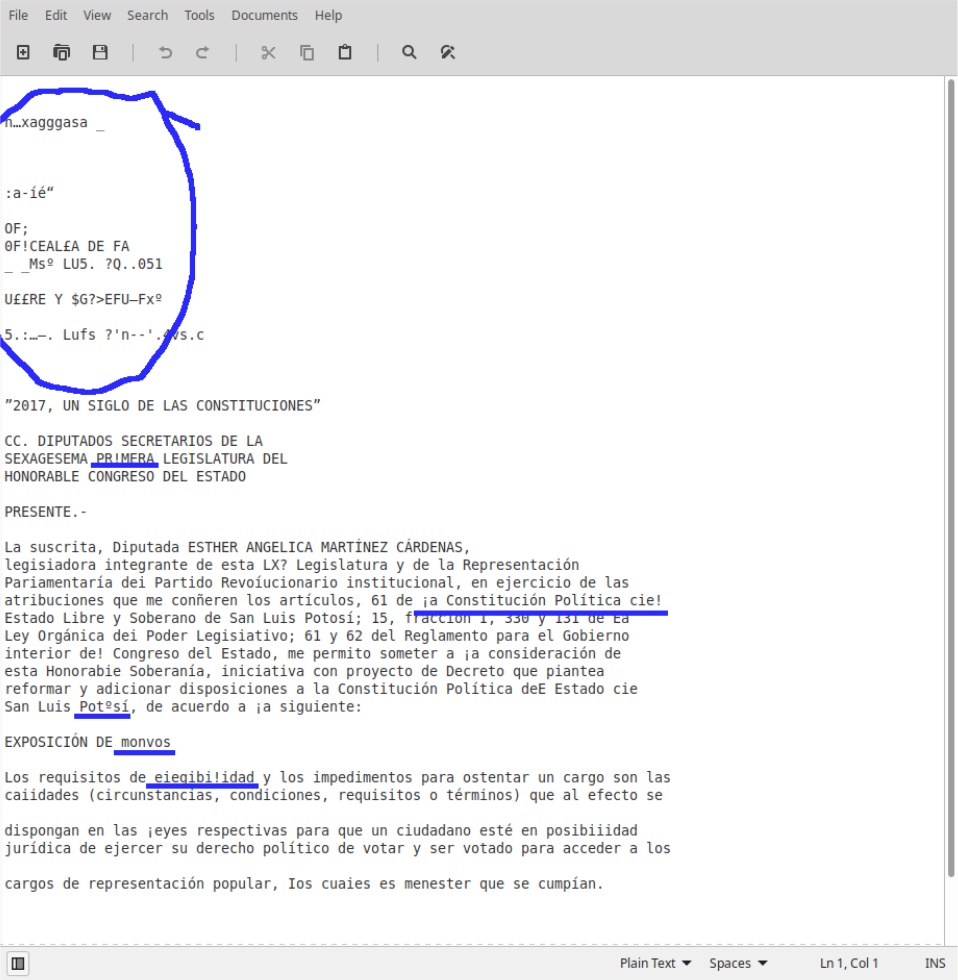 File Edit View Search Tools Documents Help
n…xagggasa _
:a-íé“
OF;
0F!CEAL£A DE FA
_ _Msº LU5. ?Q..051
U££RE Y $G?>EFU—Fxº
5.:…—. Lufs ?'n--'.4vs.c
”2017, UN SIGLO DE LAS CONSTITUCIONES”
CC. DIPUTADOS SECRETARIOS DE LA
SEXAGESEMA PR!MERA LEGISLATURA DEL
HONORABLE CONGRESO DEL ESTADO
PRESENTE.-
La suscrita, Diputada ESTHER ANGELICA MARTÍNEZ CÁRDENAS,
legisiadora integrante de esta LX? Legislatura y de la Representación
Pariamentaría dei Partido Revoíucionario institucional, en ejercicio de las
atribuciones que me conñeren los artículos, 61 de ¡a Constitución Política cie!
Estado Libre y Soberano de San Luis Potosí; 15, fracción 1, 330 y 131 de Ea
Ley Orgánica dei Poder Legisiativo; 61 y 62 del Reglamento para el Gobierno
interior de! Congreso del Estado, me permito someter a ¡a consideración de
esta Honorabie Soberanía, iniciativa con proyecto de Decreto que piantea
reformar y adicionar disposiciones a la Constitución Política deE Estado cie
San Luis Potºsí, de acuerdo a ¡a siguiente:
EXPOSICIÓN DE monvos
Los requisitos de eiegibi!idad y los impedimentos para ostentar un cargo son las
caiidades (circunstancias, condiciones, requisitos o términos) que al efecto se
dispongan en las ¡eyes respectivas para que un ciudadano esté en posibiiidad
jurídica de ejercer su derecho político de votar y ser votado para acceder a los
cargos de representación popular, Ios cuaies es menester que se cumpían.
Plain Text Spaces Ln 1, Col 1 INS